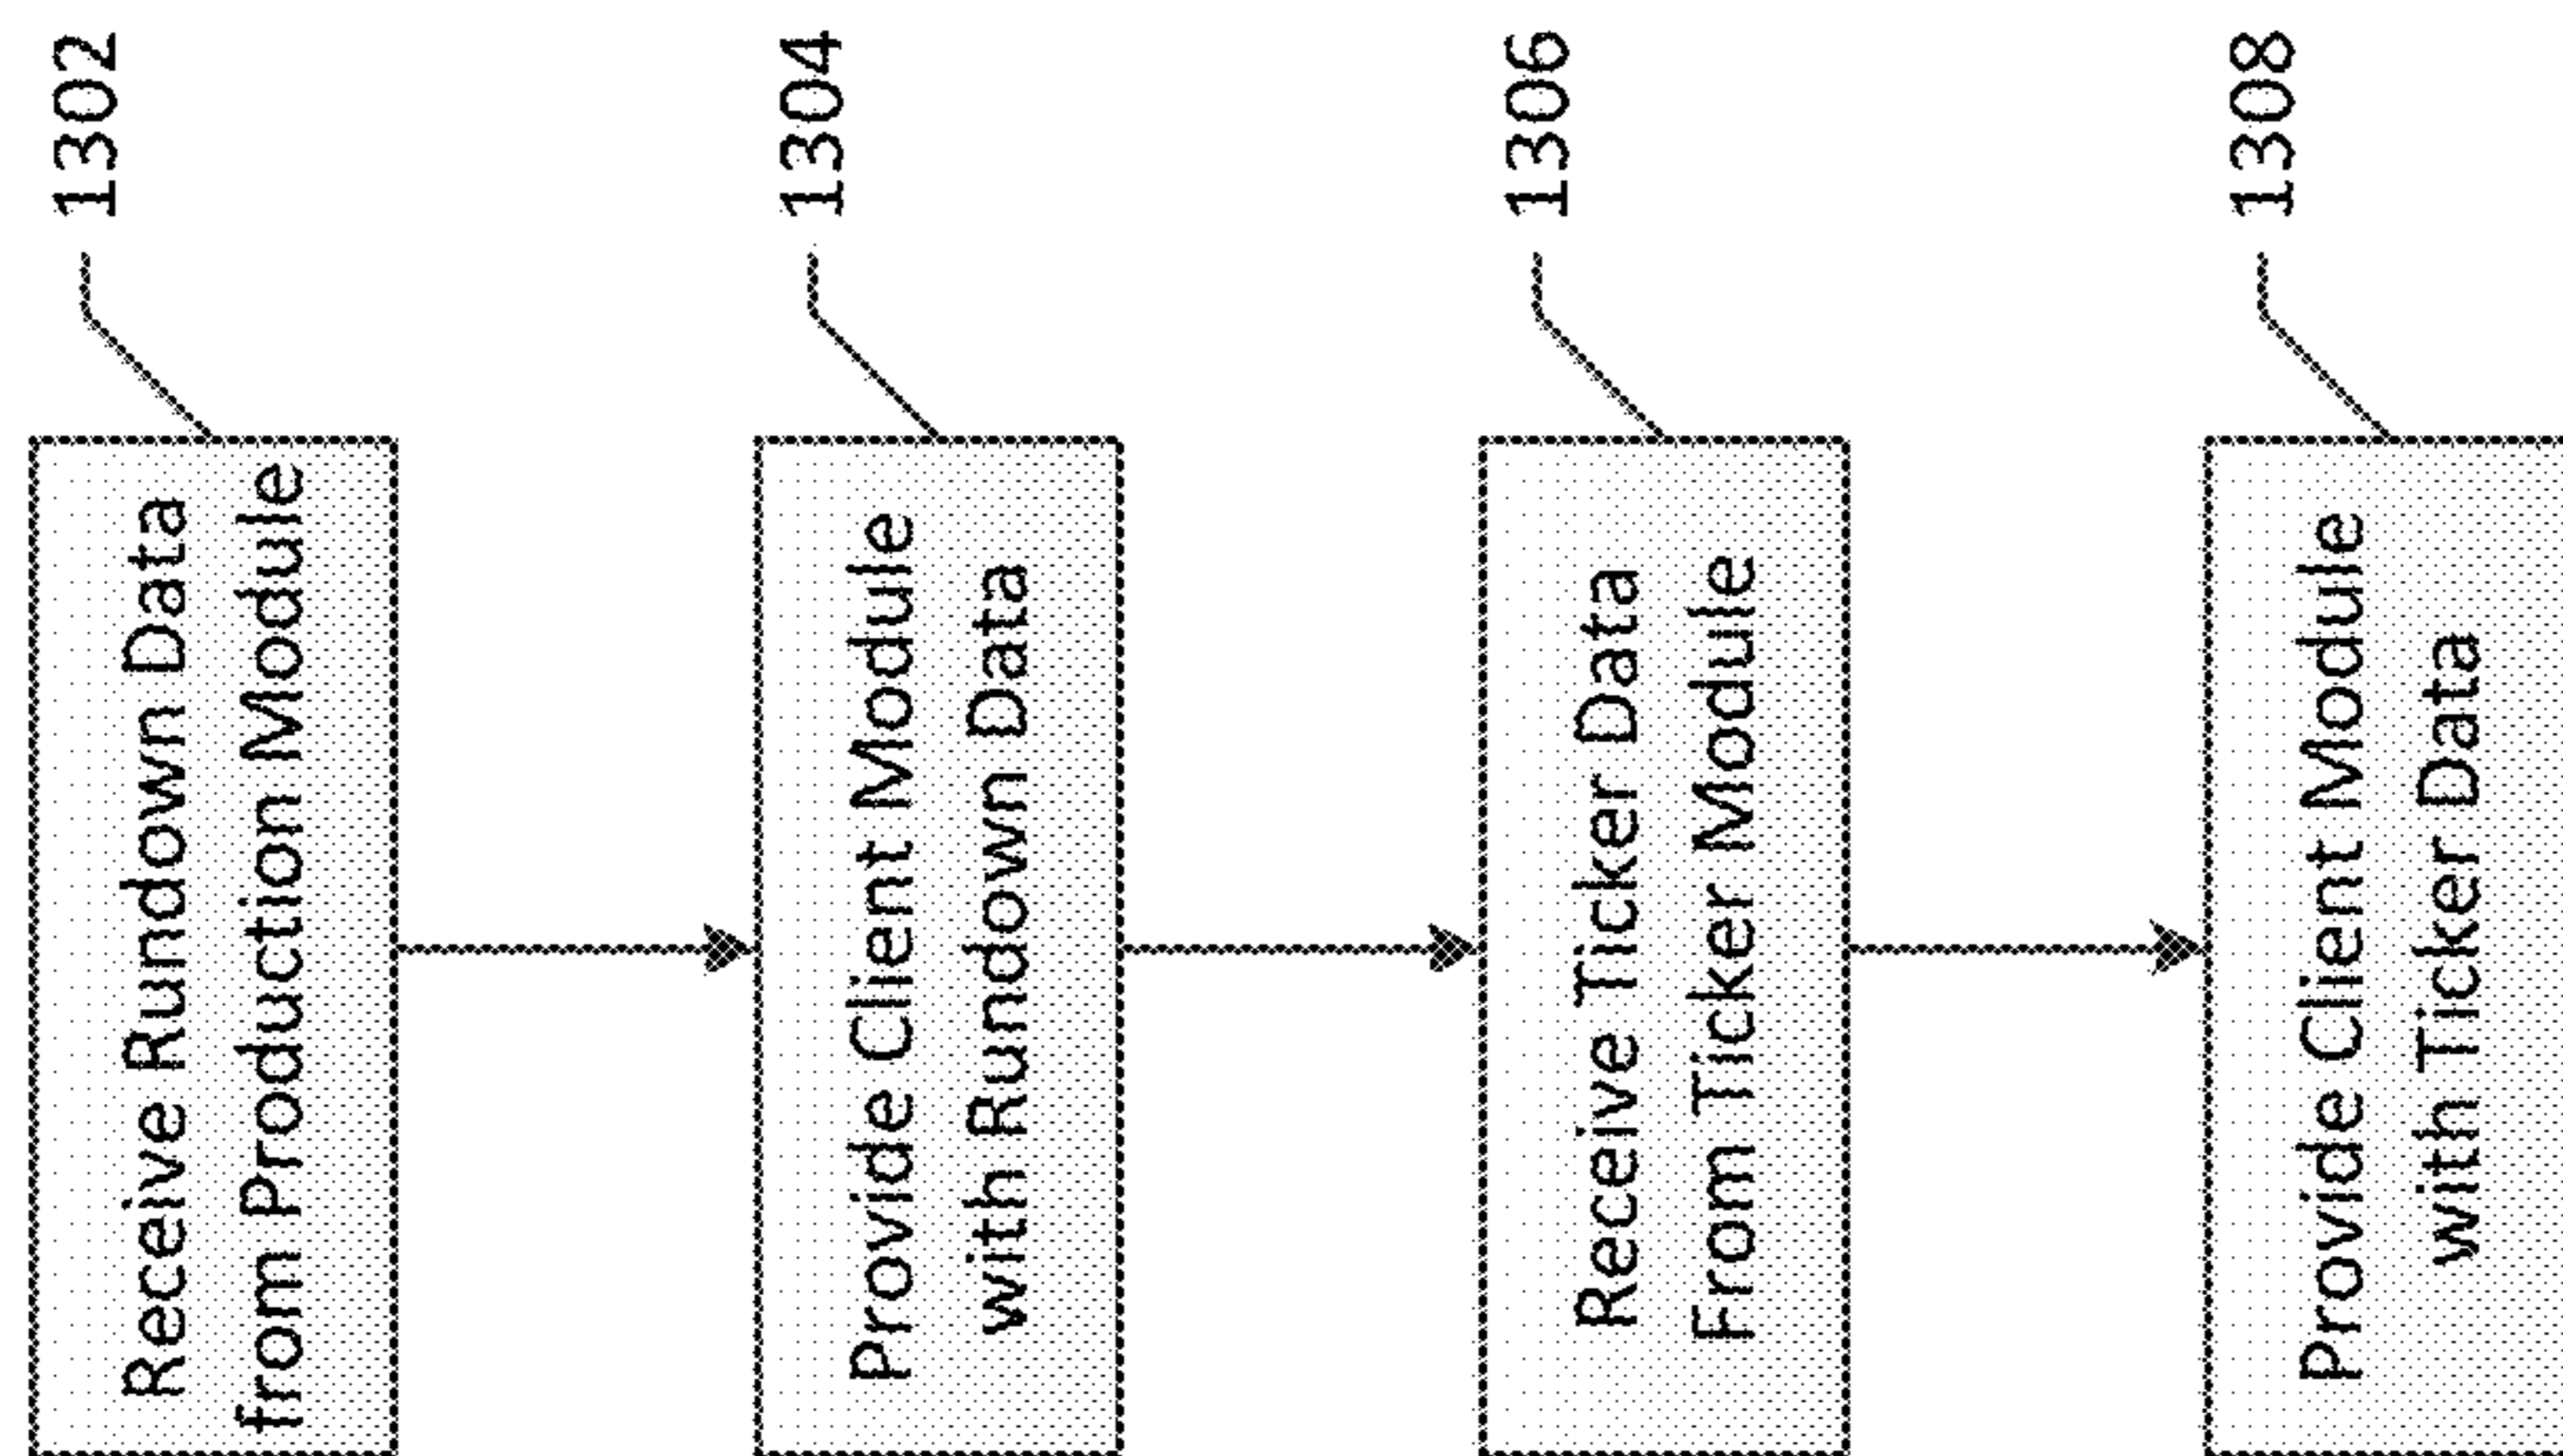 Receive Rundown Data
from Production Module
1302
Provide Client Module
with Rundown Data
1304
Receive Ticker Data
From Ticker Module
1306
Provide Client Module
with Ticker Data
1308